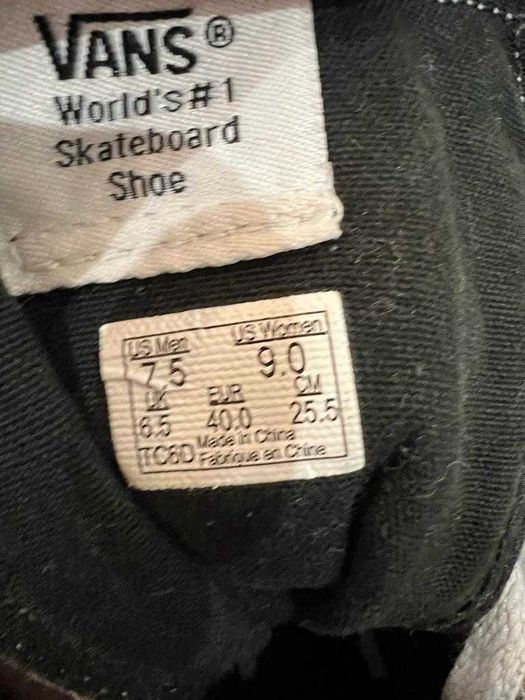 VANS®
World's #1
Skateboard
Shoe
US Men US Women
7.5 9.0
UK EUR CM
6.5 40.0 25.5
TC6D Made in China
Fabriqué en Chine